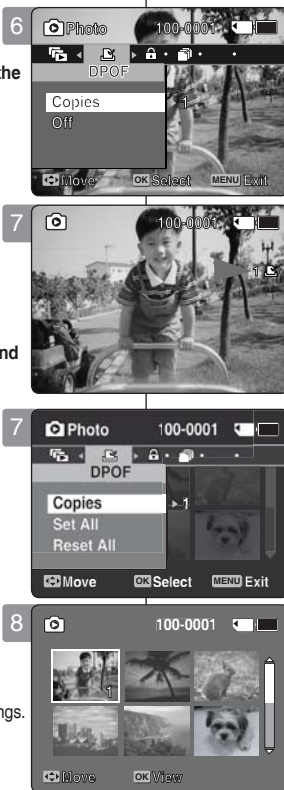 6
Photo 100-0001
DPOF
the
Copies 1
Off
Move OK Select MENU Exit
7
100-0001
1
nd
7
Photo 100-0001
DPOF
Copies 1
Set All
Reset All
Move OK Select MENU Exit
8
100-0001
1
ngs.
Move OK View